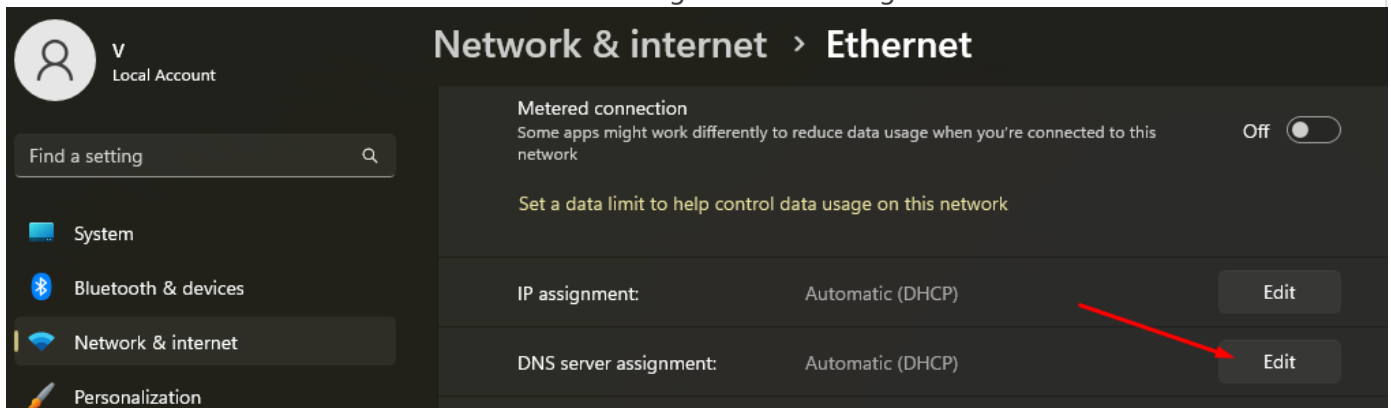 V
Local Account
Find a setting
System
Bluetooth & devices
Network & internet
Personalization
Network & internet > Ethernet
Metered connection
Some apps might work differently to reduce data usage when you're connected to this
network
Off
Set a data limit to help control data usage on this network
IP assignment: Automatic (DHCP) Edit
DNS server assignment: Automatic (DHCP) Edit